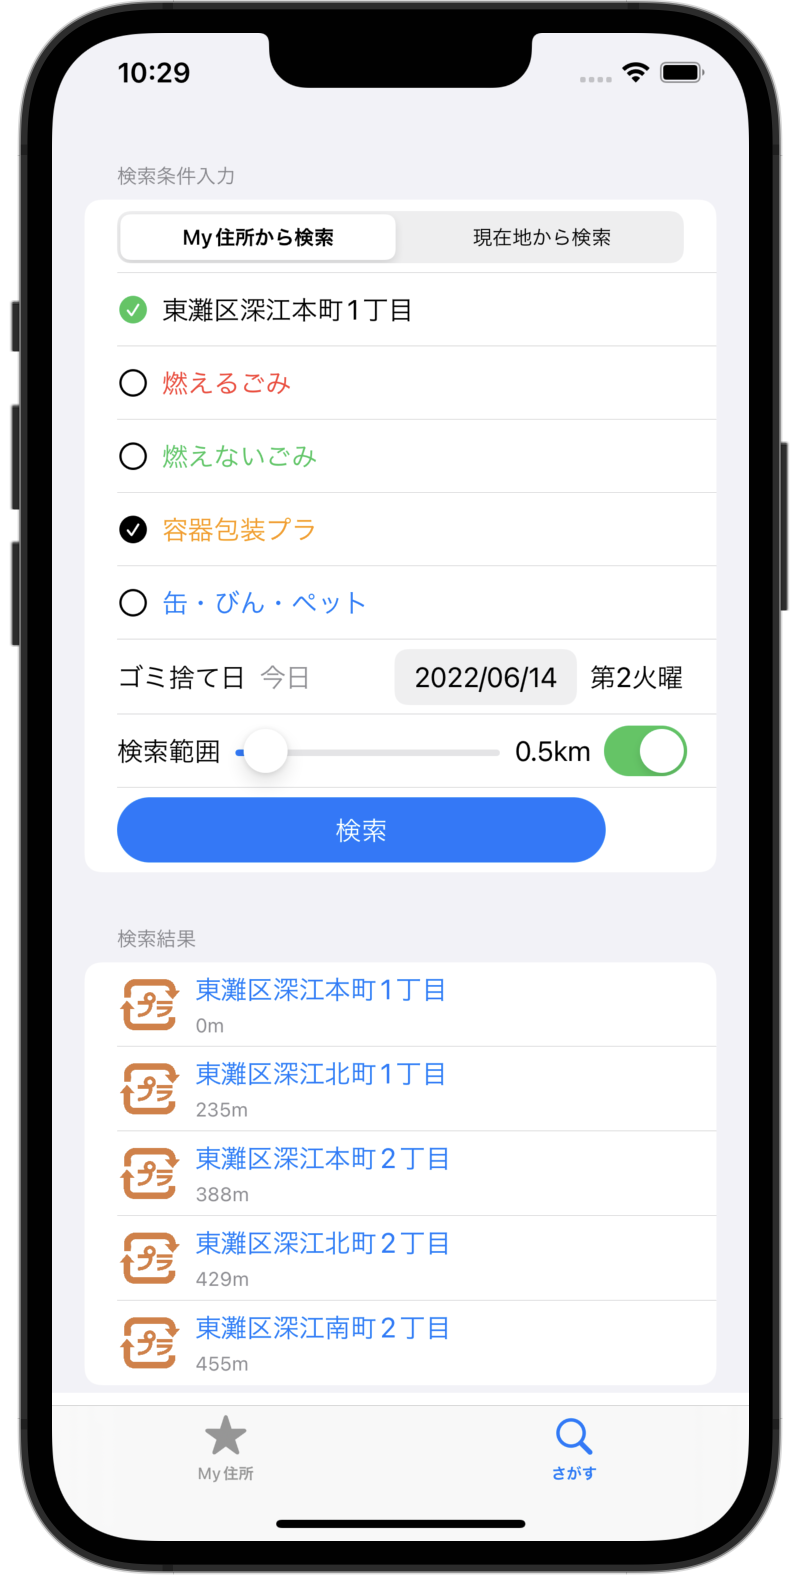 10:29
検索条件入力
My住所から検索 現在地から検索
東灘区深江本町1丁目
燃えるごみ
燃えないごみ
容器包装プラ
缶・びん・ペット
ゴミ捨て日 今日 2022/06/14 第2火曜
検索範囲 0.5km
検索
検索結果
プラ 東灘区深江本町1丁目
0m
プラ 東灘区深江北町1丁目
235m
プラ 東灘区深江本町2丁目
388m
プラ 東灘区深江北町2丁目
429m
プラ 東灘区深江南町2丁目
455m
My住所 さがす